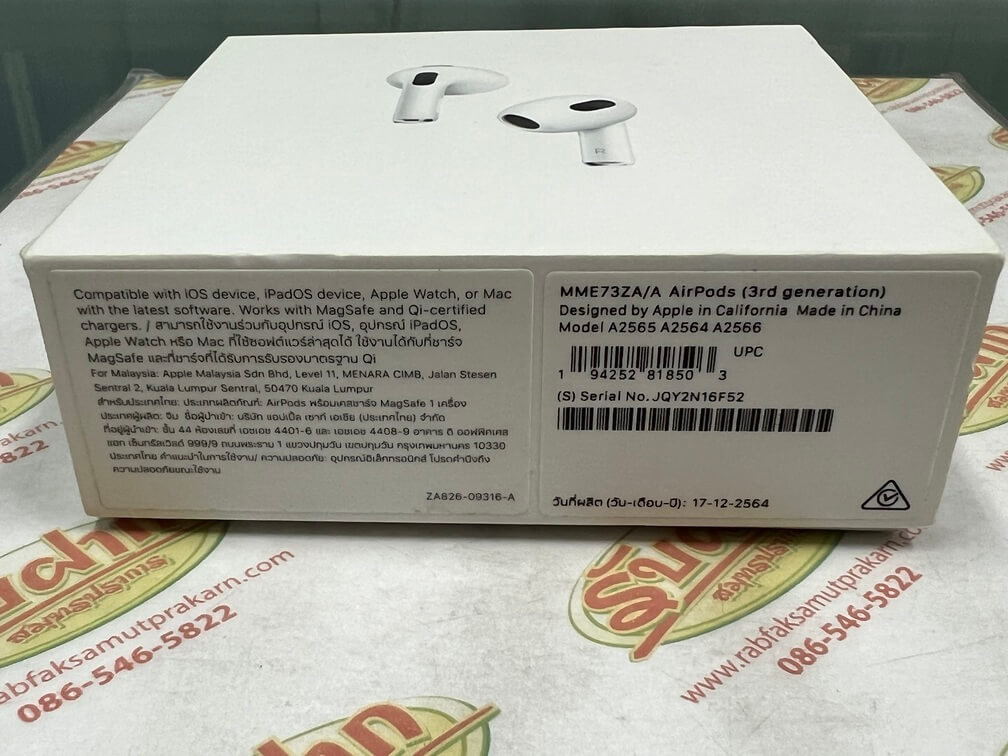 R
Compatible with iOS device, iPadOS device, Apple Watch, or Mac
with the latest software. Works with MagSafe and Qi-certified
chargers. / สามารถใช้งานร่วมกับอุปกรณ์ iOS, อุปกรณ์ iPadOS,
Apple Watch หรือ Mac ที่ใช้ซอฟต์แวร์ล่าสุดได้ ใช้งานได้กับที่ชาร์จ
MagSafe และที่ชาร์จที่ได้รับการรับรองมาตรฐาน Qi
For Malaysia: Apple Malaysia Sdn Bhd, Level 11, MENARA CIMB, Jalan Stesen
Sentral 2, Kuala Lumpur Sentral, 50470 Kuala Lumpur
สำหรับประเทศไทย: ประเภทผลิตภัณฑ์: AirPods พร้อมเคสชาร์จ MagSafe 1 เครื่อง
ประเทศผู้ผลิต: จีน ชื่อผู้นำเข้า: บริษัท แอปเปิ้ล เซาท์ เอเชีย (ประเทศไทย) จำกัด
ที่อยู่ผู้นำเข้า: ชั้น 44 ห้องเลขที่ เอชเอช 4401-6 และ เอชเอช 4408-9 อาคาร ดิ ออฟฟิศเศส
แอท เซ็นทรัลเวิลด์ 999/9 ถนนพระราม 1 แขวงปทุมวัน เขตปทุมวัน กรุงเทพมหานคร 10330
ประเทศไทย คำแนะนำในการใช้งาน/ ความปลอดภัย: อุปกรณ์อิเล็กทรอนิกส์ โปรดคำนึงถึง
ความปลอดภัยขณะใช้งาน
ZA826-09316-A
MME73ZA/A AirPods (3rd generation)
Designed by Apple in California Made in China
Model A2565 A2564 A2566
UPC
1 94252 81850 3
(S) Serial No. JQY2N16F52
วันที่ผลิต (วัน-เดือน-ปี): 17-12-2564
รับฝาก
สมุทรปราการ
www.rabfaksamutprakarn.com
086-546-5822